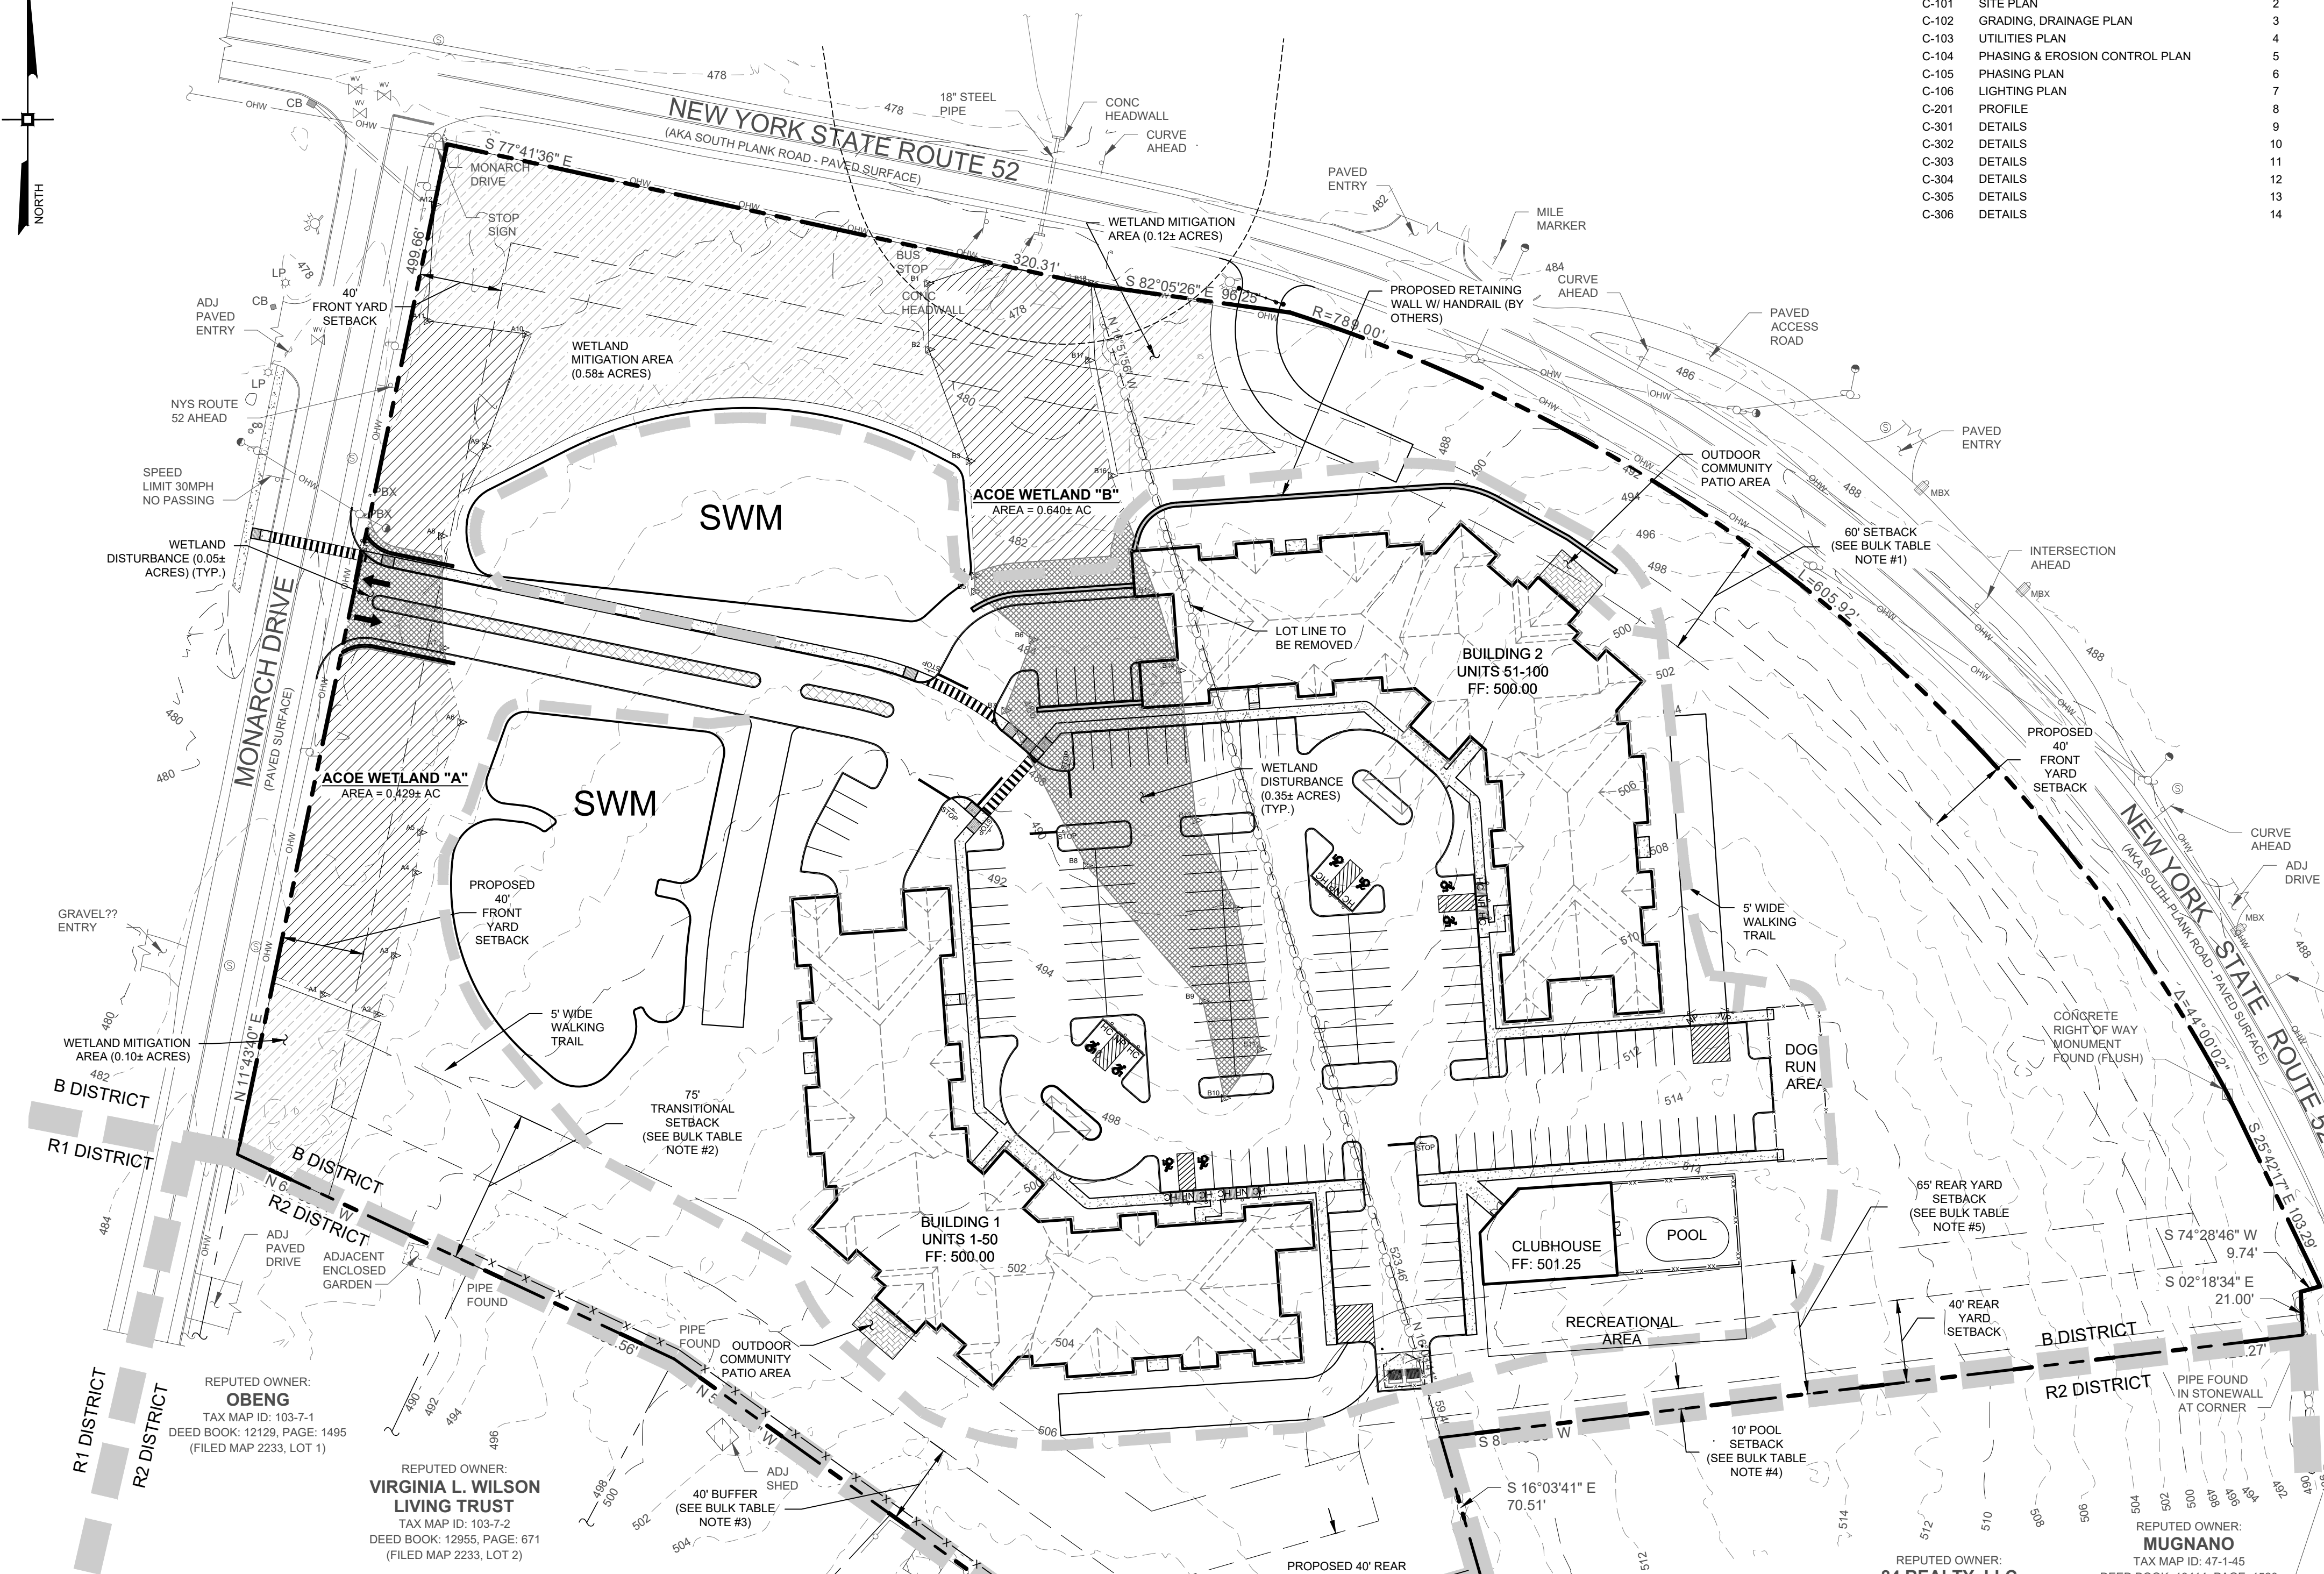 C-101 SITE PLAN 2
C-102 GRADING, DRAINAGE PLAN 3
C-103 UTILITIES PLAN 4
C-104 PHASING & EROSION CONTROL PLAN 5
C-105 PHASING PLAN 6
C-106 LIGHTING PLAN 7
C-201 PROFILE 8
C-301 DETAILS 9
C-302 DETAILS 10
C-303 DETAILS 11
C-304 DETAILS 12
C-305 DETAILS 13
C-306 DETAILS 14
NORTH
NEW YORK STATE ROUTE 52
(AKA SOUTH PLANK ROAD - PAVED SURFACE)
18" STEEL
PIPE
CONC
HEADWALL
CURVE
AHEAD
PAVED
ENTRY
MILE
MARKER
S 77°41'36" E
MONARCH
DRIVE
STOP
SIGN
499.66'
40'
FRONT YARD
SETBACK
WETLAND
MITIGATION AREA
(0.58± ACRES)
BUS
STOP
CONC
HEADWALL
320.31'
WETLAND MITIGATION
AREA (0.12± ACRES)
S 82°05'26" E 96.25'
R=789.00'
PROPOSED RETAINING
WALL W/ HANDRAIL (BY
OTHERS)
CURVE
AHEAD
PAVED
ACCESS
ROAD
PAVED
ENTRY
MBX
ADJ
PAVED
ENTRY
CB
LP
CB
LP
NYS ROUTE
52 AHEAD
SPEED
LIMIT 30MPH
NO PASSING
WETLAND
DISTURBANCE (0.05±
ACRES) (TYP.)
SWM
ACOE WETLAND "B"
AREA = 0.640± AC
OUTDOOR
COMMUNITY
PATIO AREA
60' SETBACK
(SEE BULK TABLE
NOTE #1)
INTERSECTION
AHEAD
MBX
L=605.92'
LOT LINE TO
BE REMOVED
BUILDING 2
UNITS 51-100
FF: 500.00
MONARCH DRIVE
(PAVED SURFACE)
ACOE WETLAND "A"
AREA = 0.429± AC
SWM
WETLAND
DISTURBANCE
(0.35± ACRES)
(TYP.)
PROPOSED
40'
FRONT
YARD
SETBACK
NEW YORK STATE ROUTE 52
(AKA SOUTH PLANK ROAD - PAVED SURFACE)
CURVE
AHEAD
ADJ
DRIVE
MBX
PROPOSED
40'
FRONT
YARD
SETBACK
GRAVEL??
ENTRY
5' WIDE
WALKING
TRAIL
5' WIDE
WALKING
TRAIL
WETLAND MITIGATION
AREA (0.10± ACRES)
N 11°43'40" E
CONCRETE
RIGHT OF WAY
MONUMENT
FOUND (FLUSH)
Δ=44°00'02"
DOG
RUN
AREA
B DISTRICT
R1 DISTRICT
B DISTRICT
R2 DISTRICT
75'
TRANSITIONAL
SETBACK
(SEE BULK TABLE
NOTE #2)
S 25°42'17" E 103.29'
65' REAR YARD
SETBACK
(SEE BULK TABLE
NOTE #5)
S 74°28'46" W
9.74'
S 02°18'34" E
21.00'
ADJ
PAVED
DRIVE
ADJACENT
ENCLOSED
GARDEN
PIPE
FOUND
BUILDING 1
UNITS 1-50
FF: 500.00
CLUBHOUSE
FF: 501.25
POOL
523.46'
RECREATIONAL
AREA
40' REAR
YARD
SETBACK
B DISTRICT
R2 DISTRICT
PIPE
FOUND
OUTDOOR
COMMUNITY
PATIO AREA
PIPE FOUND
IN STONEWALL
AT CORNER
R1 DISTRICT
R2 DISTRICT
REPUTED OWNER:
OBENG
TAX MAP ID: 103-7-1
DEED BOOK: 12129, PAGE: 1495
(FILED MAP 2233, LOT 1)
10' POOL
SETBACK
(SEE BULK TABLE
NOTE #4)
REPUTED OWNER:
VIRGINIA L. WILSON
LIVING TRUST
TAX MAP ID: 103-7-2
DEED BOOK: 12955, PAGE: 671
(FILED MAP 2233, LOT 2)
ADJ
SHED
40' BUFFER
(SEE BULK TABLE
NOTE #3)
S 16°03'41" E
70.51'
PROPOSED 40' REAR
REPUTED OWNER:
REPUTED OWNER:
MUGNANO
TAX MAP ID: 47-1-45